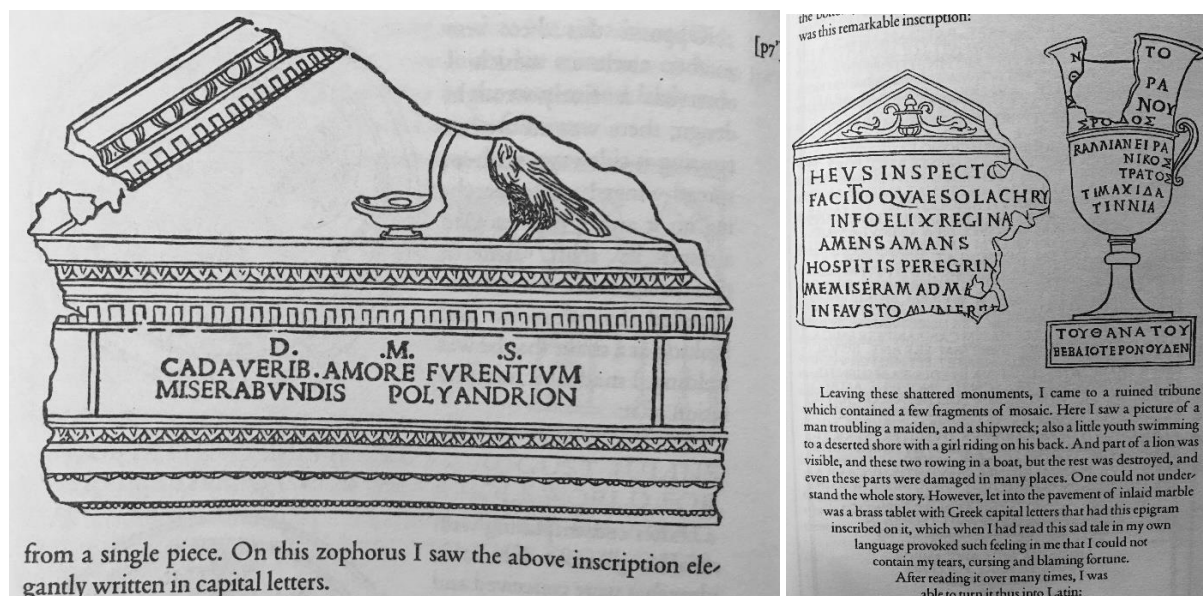 [p7
D. .M. .S.
CADAVERIB.AMORE FVRENTIVM
MISERABVNDIS POLYANDRION
from a single piece. On this zophorus I saw the above inscription ele-
gantly written in capital letters.
was this remarkable inscription:
HEVS INSPECTO
FACITO QVAESO LACHRY
INFOELIX REGINA
AMENS AMANS
HOSPITIS PEREGRIN
MEMISERAM ADME
INFAVSTO MVNER
N
ΤΟ
ΡΑ
ΝΟΥ
ΣΡΟ ΟΣ
ΡΑΛΛΙΑΝΕΙΡΑ
ΝΙΚΟΣ
ΤΡΑΤΟΣ
ΤΙΜΑΧΙΔΑ
ΤΙΝΝΙΑ
ΤΟΥΘΑΝΑΤΟΥ
ΒΕΒΑΙΟΤΕΡΟΝΟΥΔΕΝ
Leaving these shattered monuments, I came to a ruined tribune
which contained a few fragments of mosaic. Here I saw a picture of a
man troubling a maiden, and a shipwreck; also a little youth swimming
to a deserted shore with a girl riding on his back. And part of a lion was
visible, and these two rowing in a boat, but the rest was destroyed, and
even these parts were damaged in many places. One could not under-
stand the whole story. However, let into the pavement of inlaid marble
was a brass tablet with Greek capital letters that had this epigram
inscribed on it, which when I had read this sad tale in my own
language provoked such feeling in me that I could not
contain my tears, cursing and blaming fortune.
After reading it over many times, I was
able to turn it thus into Latin: